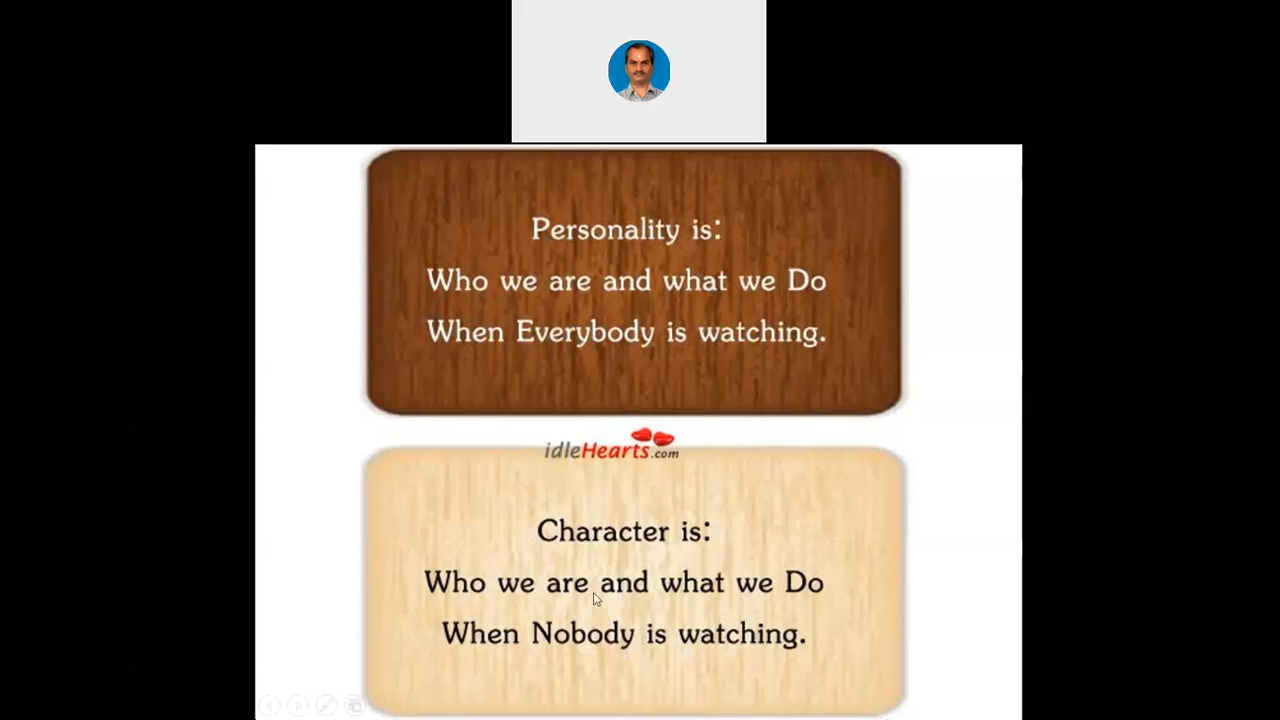 Personality is:
Who we are and what we Do
When Everybody is watching.
idleHearts.com
Character is:
Who we are and what we Do
When Nobody is watching.